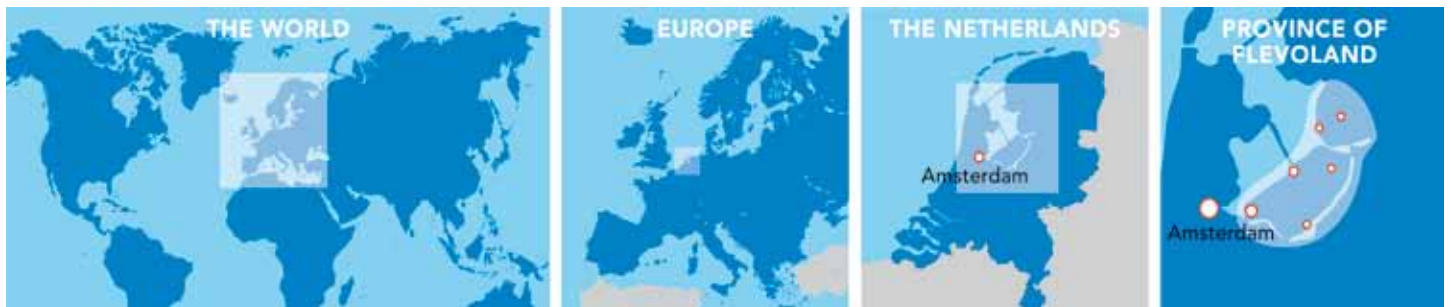 THE WORLD
EUROPE
THE NETHERLANDS
Amsterdam
PROVINCE OF
FLEVOLAND
Amsterdam